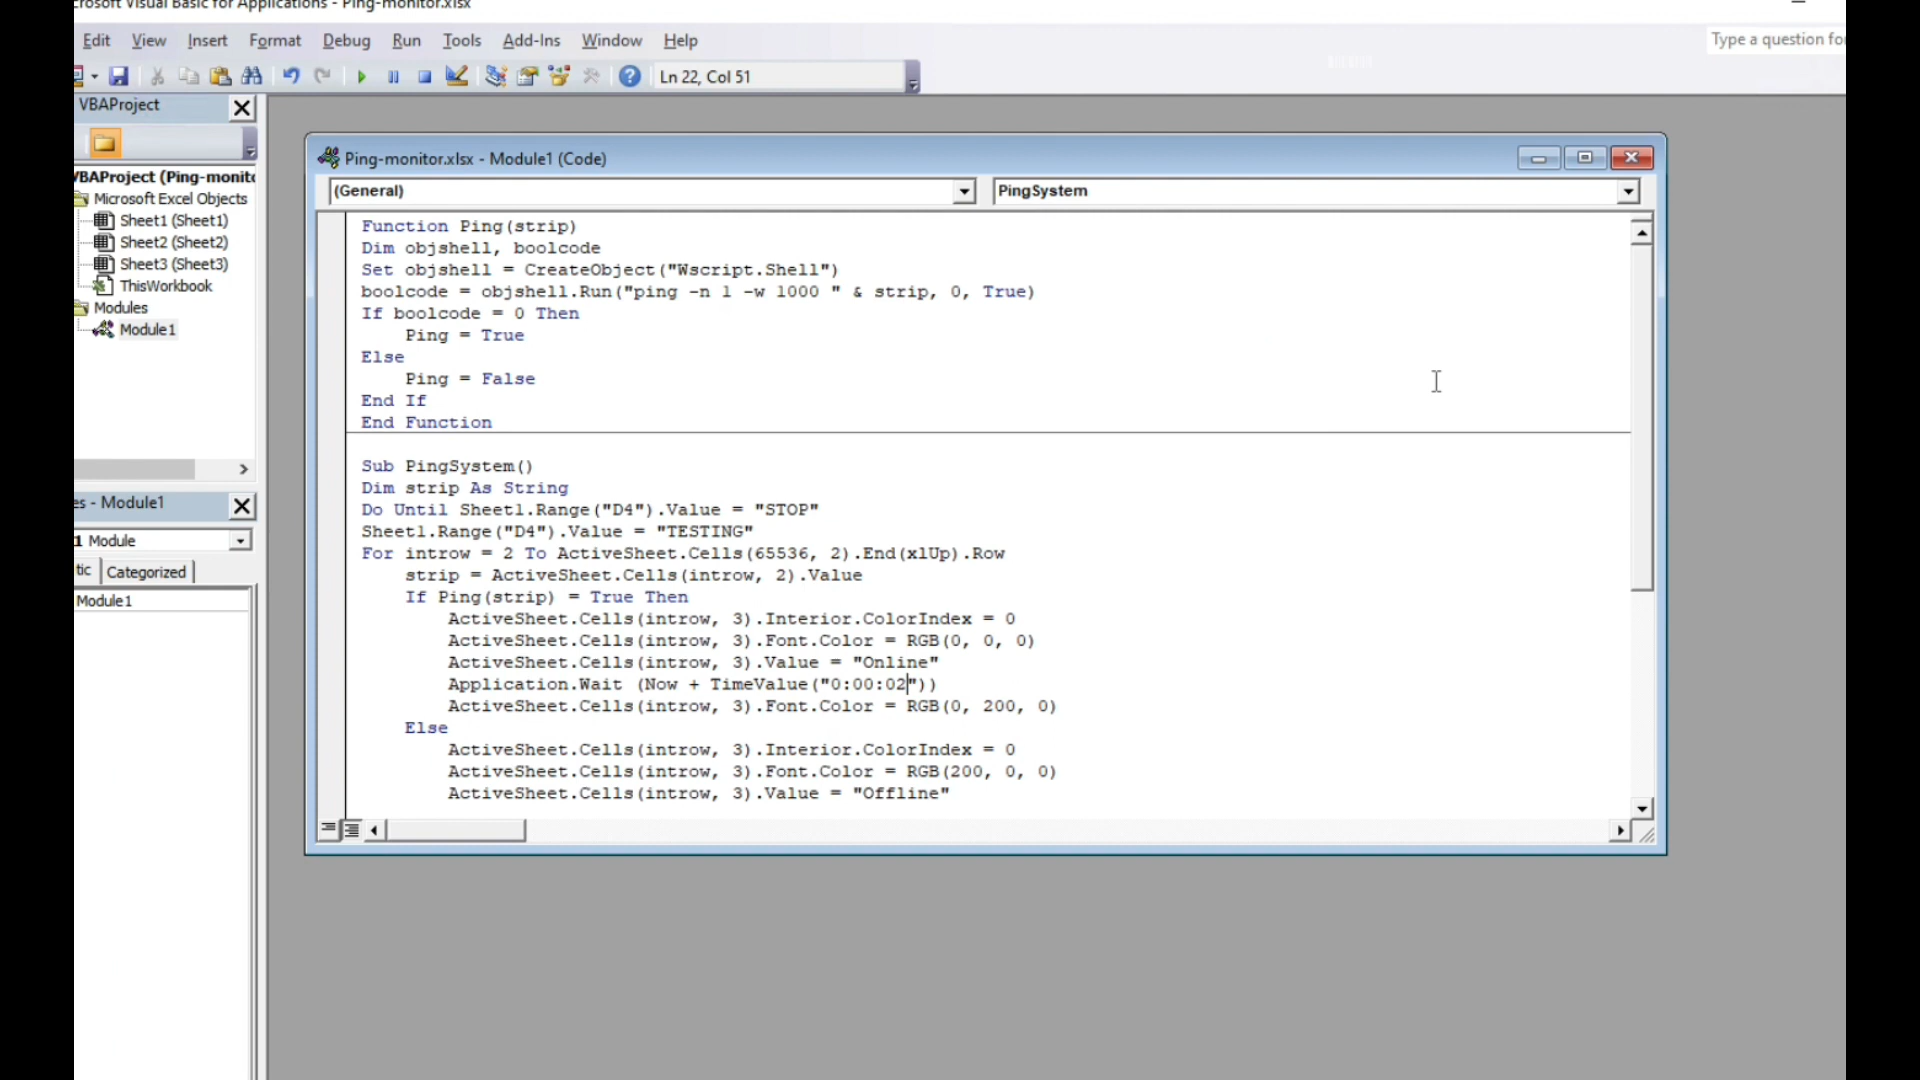 crosoft Visual Basic for Applications - Ping-monitor.xlsx
Edit View Insert Format Debug Run Tools Add-Ins Window Help
Type a question fo
Ln 22, Col 51
VBAProject
VBAProject (Ping-monito
Microsoft Excel Objects
Sheet1 (Sheet1)
Sheet2 (Sheet2)
Sheet3 (Sheet3)
ThisWorkbook
Modules
Module1
es - Module1
1 Module
tic Categorized
Module1
Ping-monitor.xlsx - Module1 (Code)
(General) PingSystem
Function Ping(strip)
Dim objshell, boolcode
Set objshell = CreateObject("Wscript.Shell")
boolcode = objshell.Run("ping -n 1 -w 1000 " & strip, 0, True)
If boolcode = 0 Then
Ping = True
Else
Ping = False
End If
End Function
Sub PingSystem()
Dim strip As String
Do Until Sheet1.Range("D4").Value = "STOP"
Sheet1.Range("D4").Value = "TESTING"
For introw = 2 To ActiveSheet.Cells(65536, 2).End(xlUp).Row
strip = ActiveSheet.Cells(introw, 2).Value
If Ping(strip) = True Then
ActiveSheet.Cells(introw, 3).Interior.ColorIndex = 0
ActiveSheet.Cells(introw, 3).Font.Color = RGB(0, 0, 0)
ActiveSheet.Cells(introw, 3).Value = "Online"
Application.Wait (Now + TimeValue("0:00:02"))
ActiveSheet.Cells(introw, 3).Font.Color = RGB(0, 200, 0)
Else
ActiveSheet.Cells(introw, 3).Interior.ColorIndex = 0
ActiveSheet.Cells(introw, 3).Font.Color = RGB(200, 0, 0)
ActiveSheet.Cells(introw, 3).Value = "Offline"